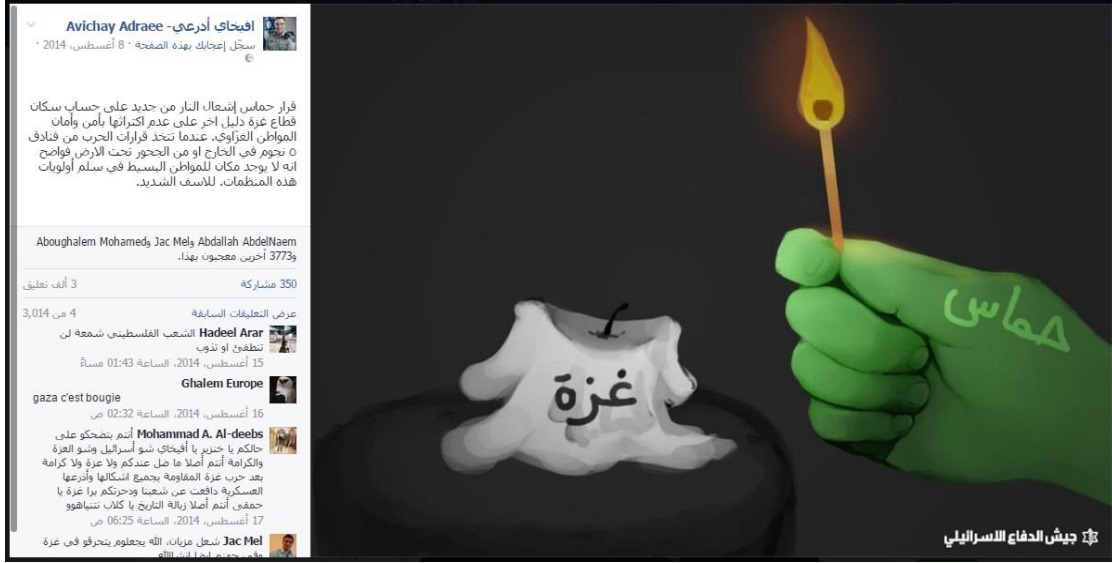 افيخاي أدرعي- Avichay Adraee
سجّل إعجابك بهذه الصفحة · 8 أغسطس، 2014 ·
قرار حماس إشعال النار من جديد على حساب سكان
قطاع غزة دليل اخر على عدم اكتراثها بأمن وأمان
المواطن الغزّاوي. عندما تتخذ قرارات الحرب من فنادق
٥ نجوم في الخارج او من الجحور تحت الارض فواضح
انه لا يوجد مكان للمواطن البسيط في سلم أولويات
هذه المنظمات. للاسف الشديد.
Aboughalem Mohamedو Jac Melو Abdallah AbdelNaem
و3773 آخرين معجبون بهذا.
350 مشاركة
3 ألف تعليق
عرض التعليقات السابقة
4 من 3,014
Hadeel Arar الشعب الفلسطيني شمعة لن
تنطفئ او تذوب
15 أغسطس، 2014، الساعة 01:43 مساءً
Ghalem Europe
gaza c'est bougie
16 أغسطس، 2014، الساعة 02:32 ص
Mohammad A. Al-deebs أنتم بتضحكو على
حالكم يا خنزير يا أفيخاي شو أسرائيل وشو العزة
والكرامة أنتم أصلا ما ضل عندكم ولا عزة ولا كرامة
بعد حرب غزة المقاومة بجميع اشكالها وأذرعها
العسكرية دافعت عن شعبنا ودحرتكم برا غزة يا
حمقى أنتم أصلا زبالة التاريخ يا كلاب نتنياهوو
17 أغسطس، 2014، الساعة 06:25 ص
Jac Mel شعل مزيان، الله يجعلوم يتحرقو في غزة
وفي جهنم ايضا انشاالله
حماس
غزة
جيش الدفاع الاسرائيلي